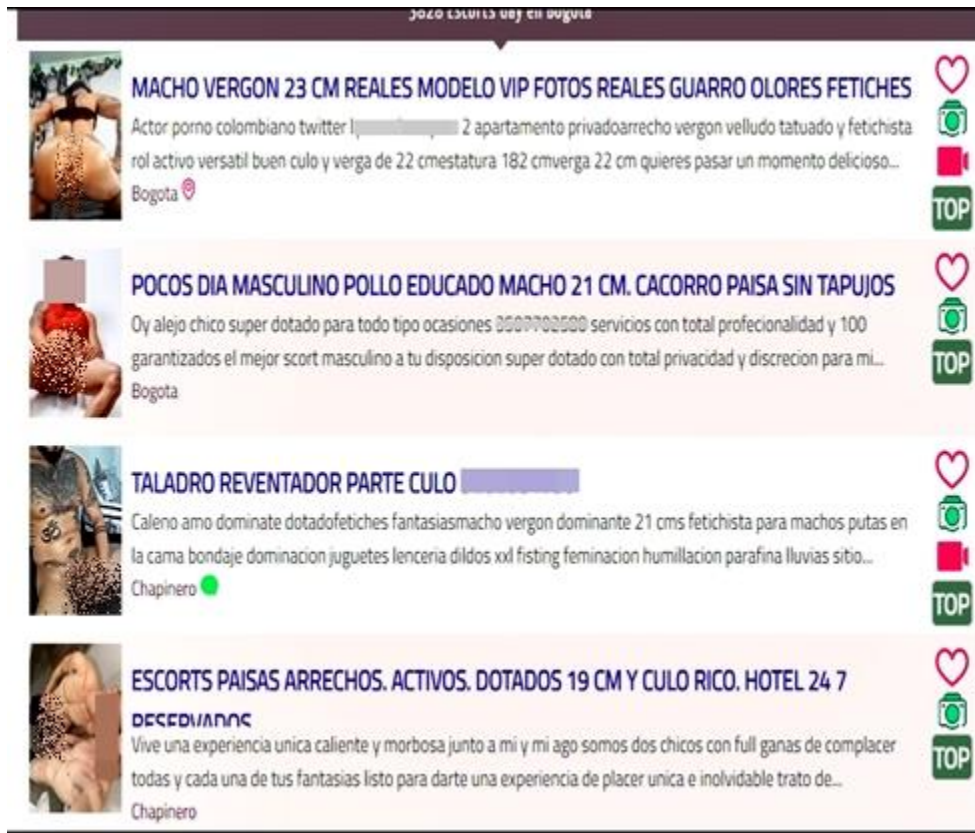 3828 Escorts gay en Bogota
MACHO VERGON 23 CM REALES MODELO VIP FOTOS REALES GUARRO OLORES FETICHES
Actor porno colombiano twitter 2 apartamento privadoarrecho vergon velludo tatuado y fetichista
rol activo versatil buen culo y verga de 22 cmestatura 182 cmverga 22 cm quieres pasar un momento delicioso...
Bogota
TOP
POCOS DIA MASCULINO POLLO EDUCADO MACHO 21 CM. CACORRO PAISA SIN TAPUJOS
Oy alejo chico super dotado para todo tipo ocasiones servicios con total profecionalidad y 100
garantizados el mejor scort masculino a tu disposicion super dotado con total privacidad y discrecion para mi...
Bogota
TOP
TALADRO REVENTADOR PARTE CULO
Caleno amo dominate dotadofetiches fantasiasmacho vergon dominante 21 cms fetichista para machos putas en
la cama bondaje dominacion juguetes lenceria dildos xxl fisting feminacion humillacion parafina lluvias sitio...
Chapinero
TOP
ESCORTS PAISAS ARRECHOS. ACTIVOS. DOTADOS 19 CM Y CULO RICO. HOTEL 24 7
RESERVADOS
Vive una experiencia unica caliente y morbosa junto a mi y mi ago somos dos chicos con full ganas de complacer
todas y cada una de tus fantasias listo para darte una experiencia de placer unica e inolvidable trato de...
Chapinero
TOP